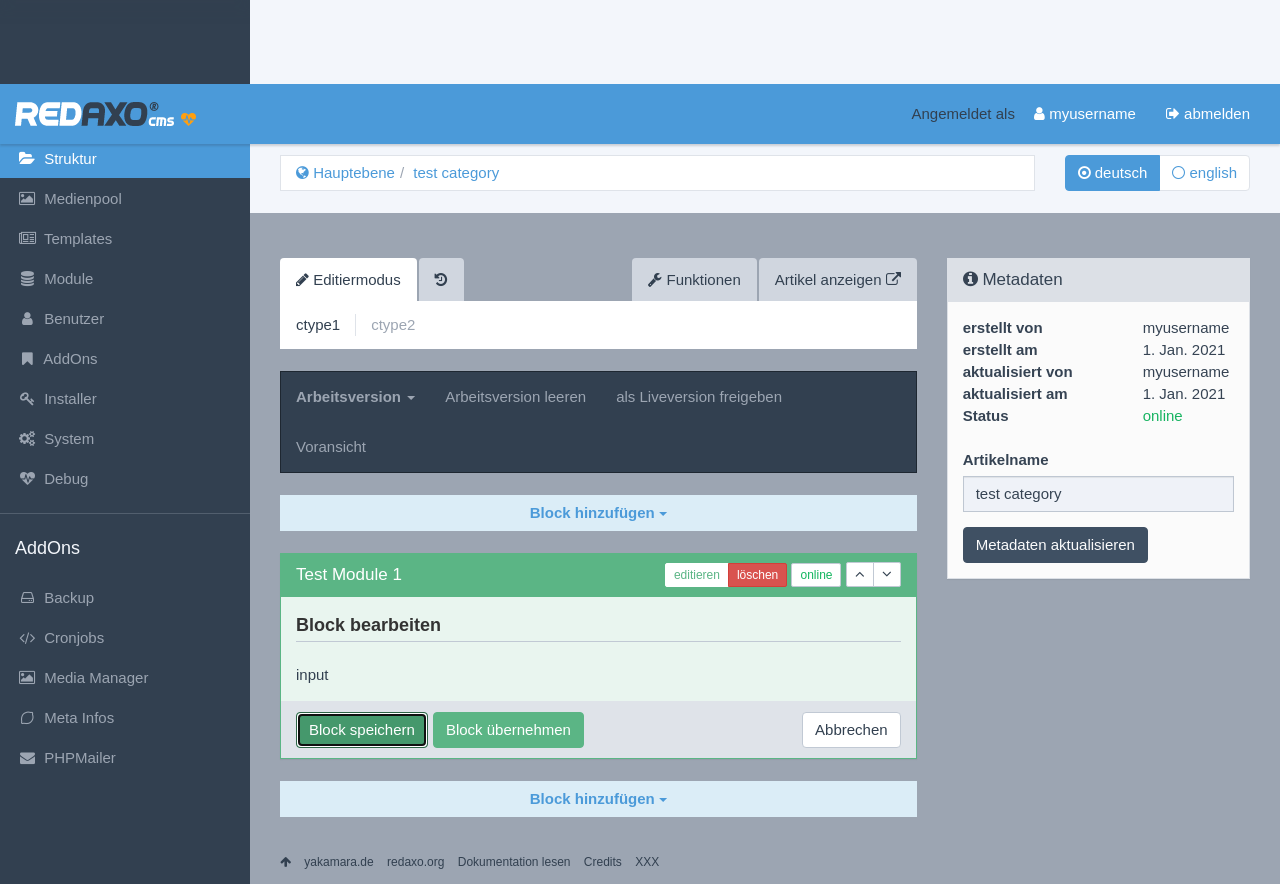 REDAXO® cms
Angemeldet als myusername abmelden
Struktur
Medienpool
Templates
Module
Benutzer
AddOns
Installer
System
Debug
AddOns
Backup
Cronjobs
Media Manager
Meta Infos
PHPMailer
Hauptebene / test category
deutsch english
Editiermodus Funktionen Artikel anzeigen
ctype1 ctype2
Arbeitsversion Arbeitsversion leeren als Liveversion freigeben
Voransicht
Block hinzufügen
Test Module 1 editieren löschen online
Block bearbeiten
input
Block speichern Block übernehmen Abbrechen
Block hinzufügen
Metadaten
erstellt von myusername
erstellt am 1. Jan. 2021
aktualisiert von myusername
aktualisiert am 1. Jan. 2021
Status online
Artikelname
test category
Metadaten aktualisieren
yakamara.de redaxo.org Dokumentation lesen Credits XXX